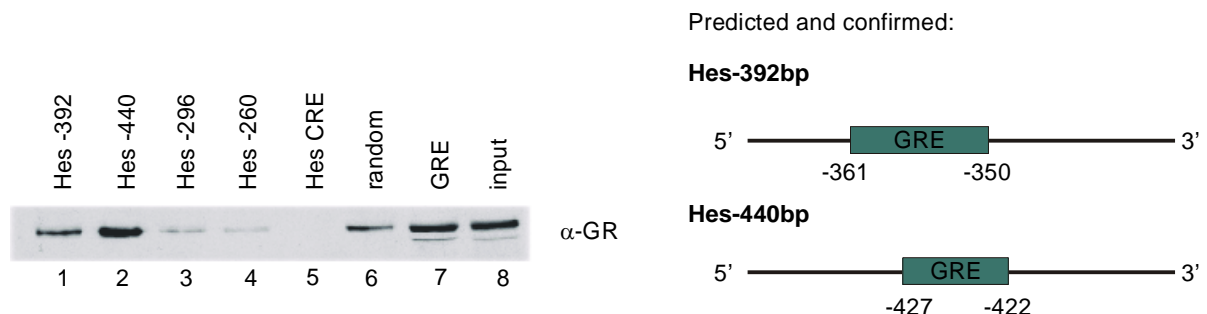 Hes -392
Hes -440
Hes -296
Hes -260
Hes CRE
random
GRE
input
α-GR
1 2 3 4 5 6 7 8
Predicted and confirmed:
Hes-392bp
5’ GRE 3’
-361 -350
Hes-440bp
5’ GRE 3’
-427 -422